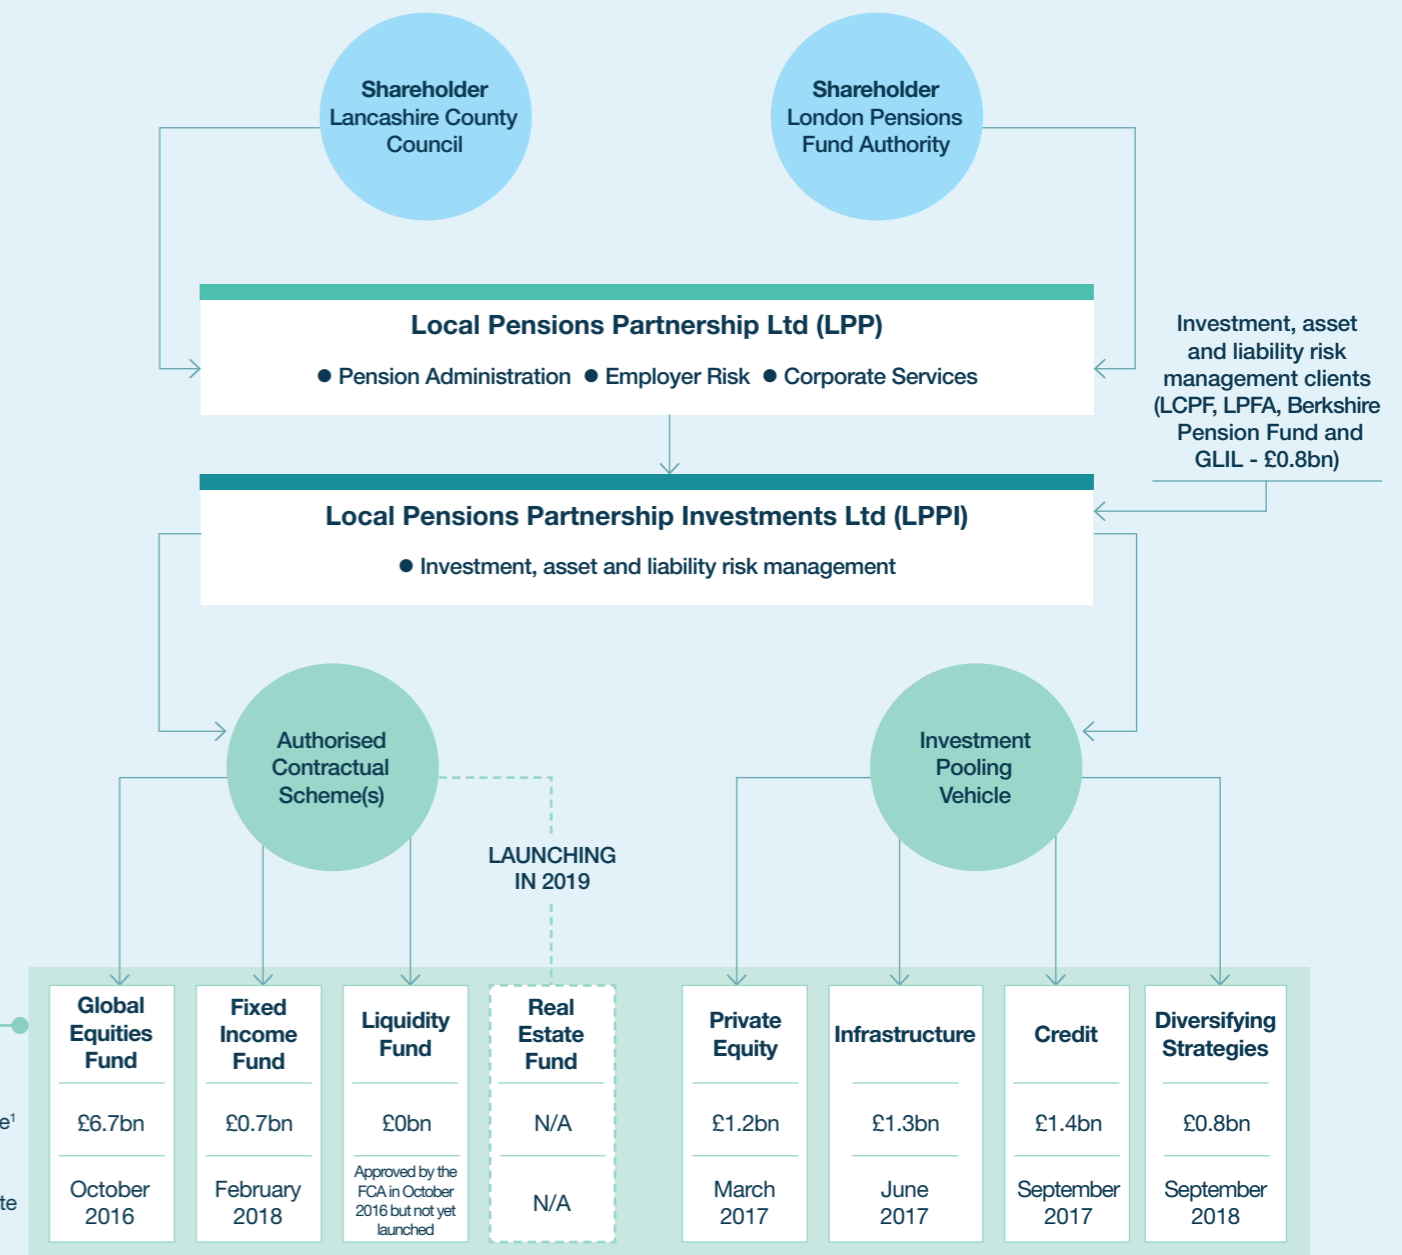 Shareholder
Lancashire County
Council
Shareholder
London Pensions
Fund Authority
Local Pensions Partnership Ltd (LPP)
● Pension Administration ● Employer Risk ● Corporate Services
Investment, asset
and liability risk
management clients
(LCPF, LPFA, Berkshire
Pension Fund and
GLIL - £0.8bn)
Local Pensions Partnership Investments Ltd (LPPI)
● Investment, asset and liability risk management
Authorised
Contractual
Scheme(s)
Investment
Pooling
Vehicle
LAUNCHING
IN 2019
Global
Equities
Fund
Fixed
Income
Fund
Liquidity
Fund
Real
Estate
Fund
Private
Equity
Infrastructure
Credit
Diversifying
Strategies
e¹
£6.7bn
£0.7bn
£0bn
N/A
£1.2bn
£1.3bn
£1.4bn
£0.8bn
te
October
2016
February
2018
Approved by the
FCA in October
2016 but not yet
launched
N/A
March
2017
June
2017
September
2017
September
2018